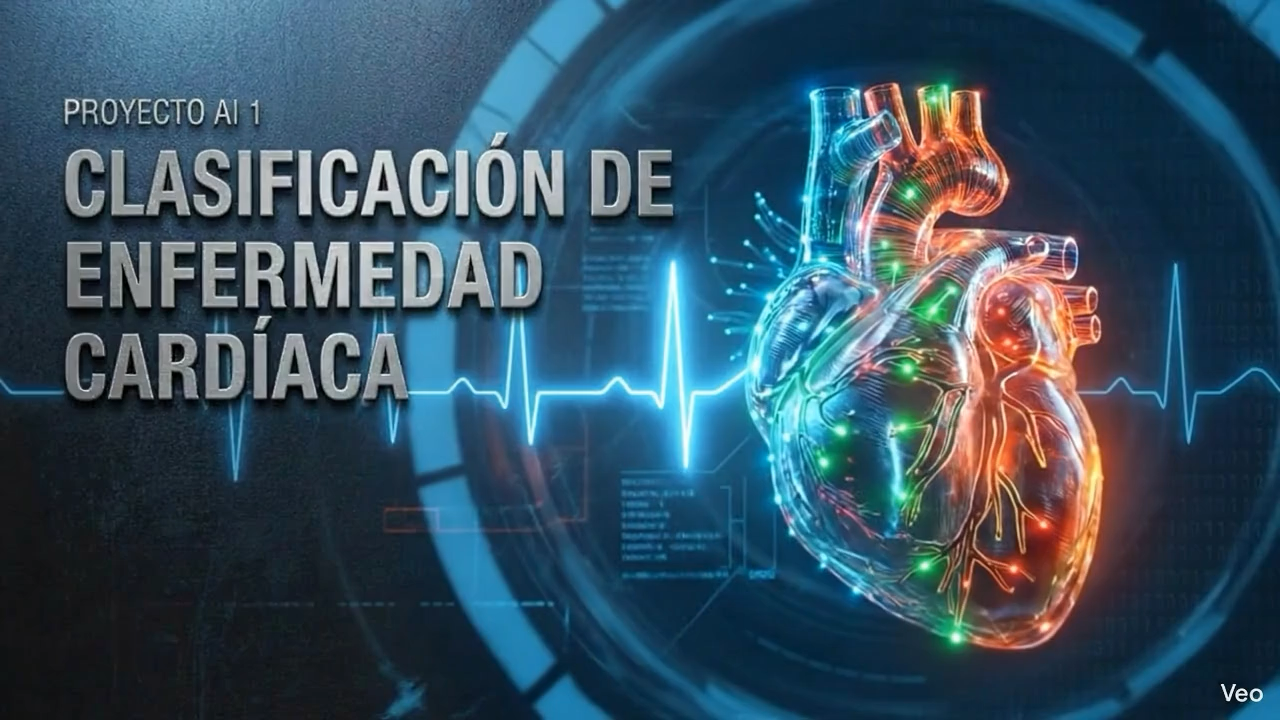 PROYECTO AI 1
CLASIFICACIÓN DE
ENFERMEDAD
CARDÍACA
Veo